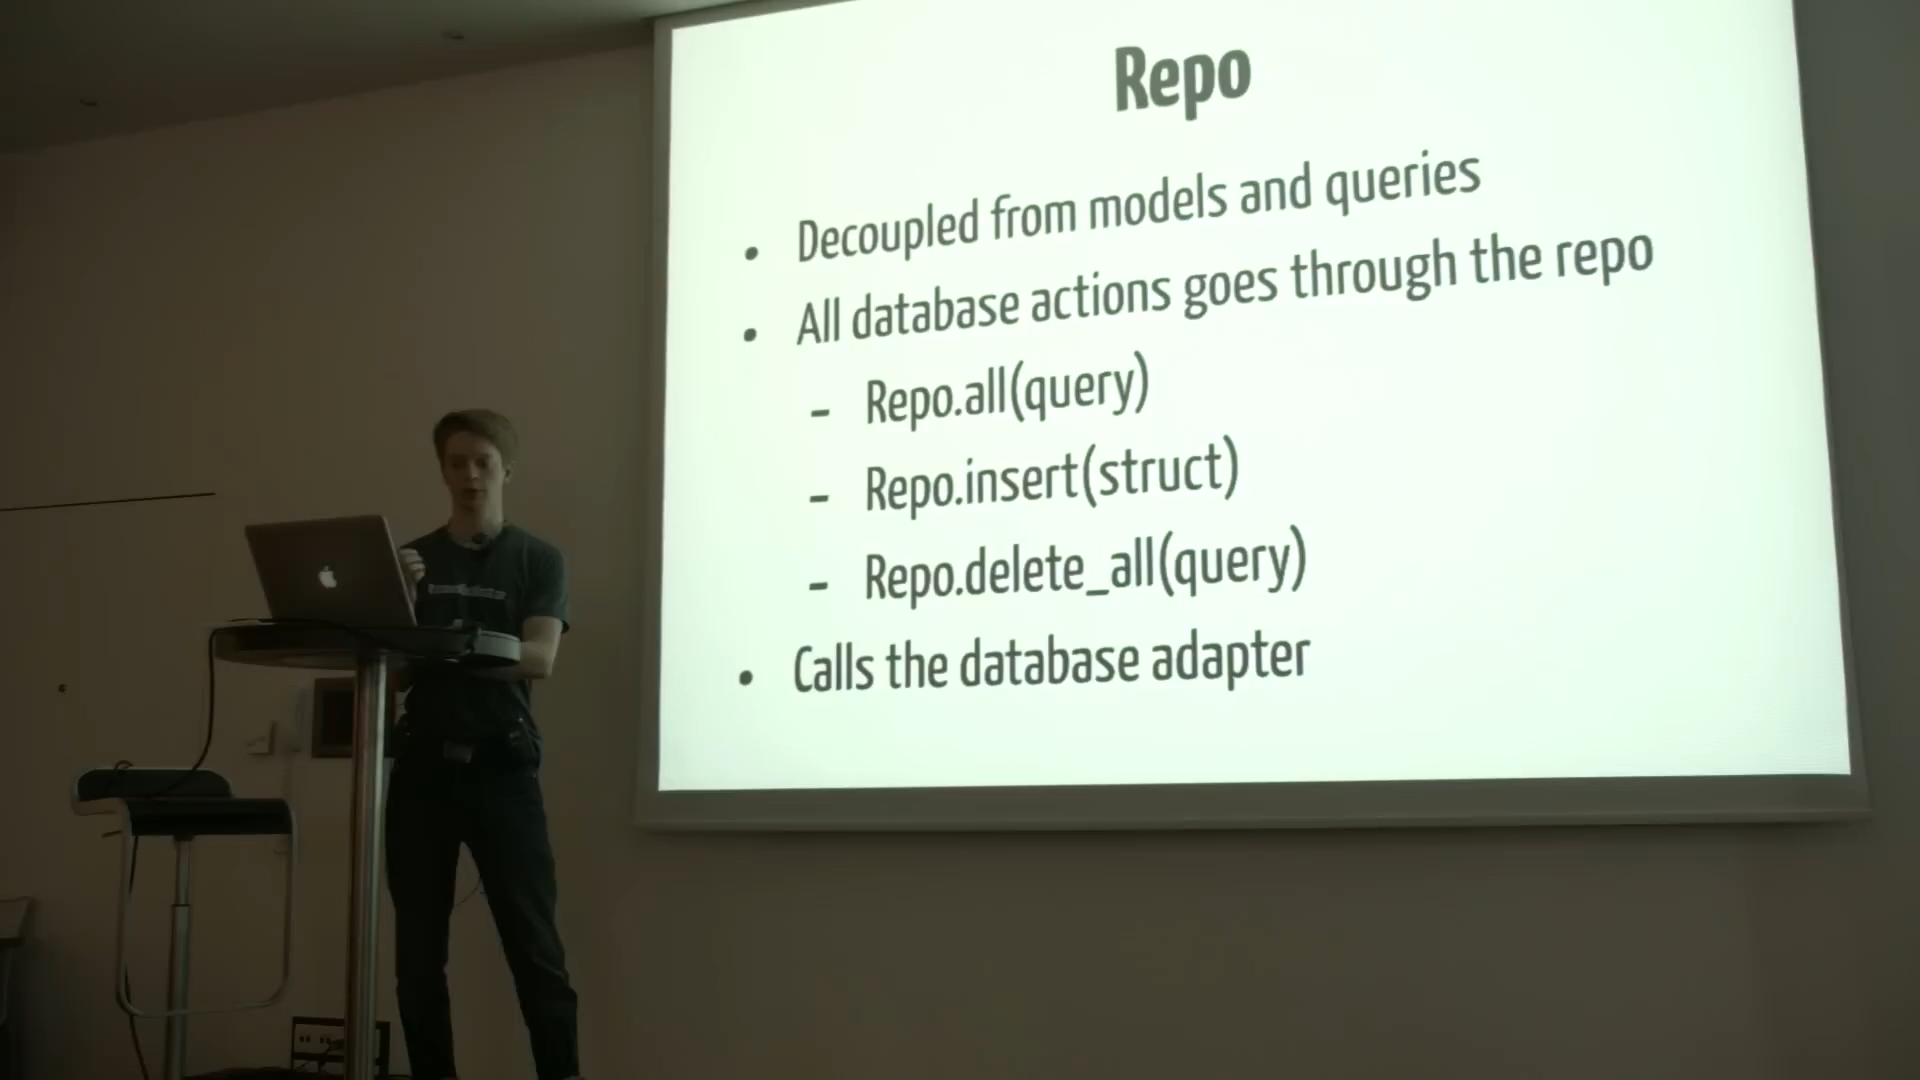 Repo
• Decoupled from models and queries
• All database actions goes through the repo
- Repo.all(query)
- Repo.insert(struct)
- Repo.delete_all(query)
• Calls the database adapter